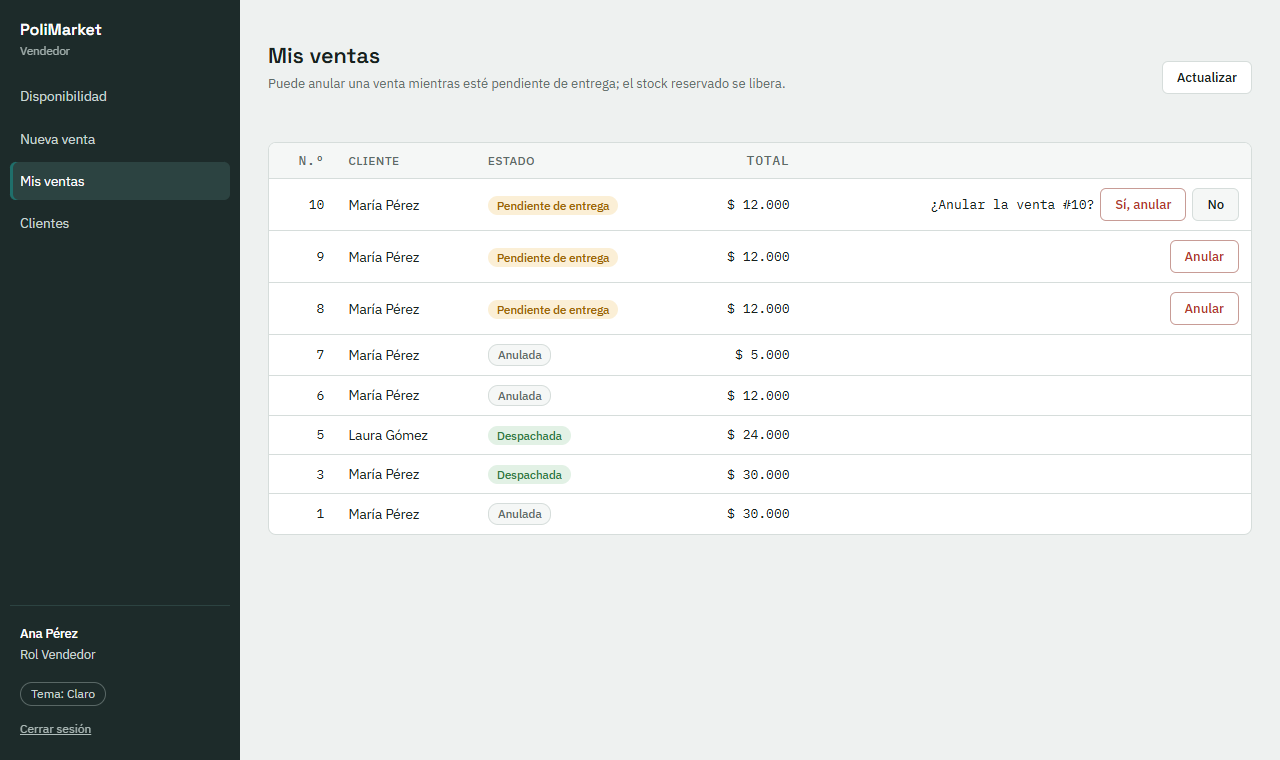 PoliMarket
Vendedor
Disponibilidad
Nueva venta
Mis ventas
Clientes
Ana Pérez
Rol Vendedor
Tema: Claro
Cerrar sesión
Mis ventas
Puede anular una venta mientras esté pendiente de entrega; el stock reservado se libera.
Actualizar
N.º CLIENTE ESTADO TOTAL
10 María Pérez Pendiente de entrega $ 12.000 ¿Anular la venta #10? Sí, anular No
9 María Pérez Pendiente de entrega $ 12.000 Anular
8 María Pérez Pendiente de entrega $ 12.000 Anular
7 María Pérez Anulada $ 5.000
6 María Pérez Anulada $ 12.000
5 Laura Gómez Despachada $ 24.000
3 María Pérez Despachada $ 30.000
1 María Pérez Anulada $ 30.000